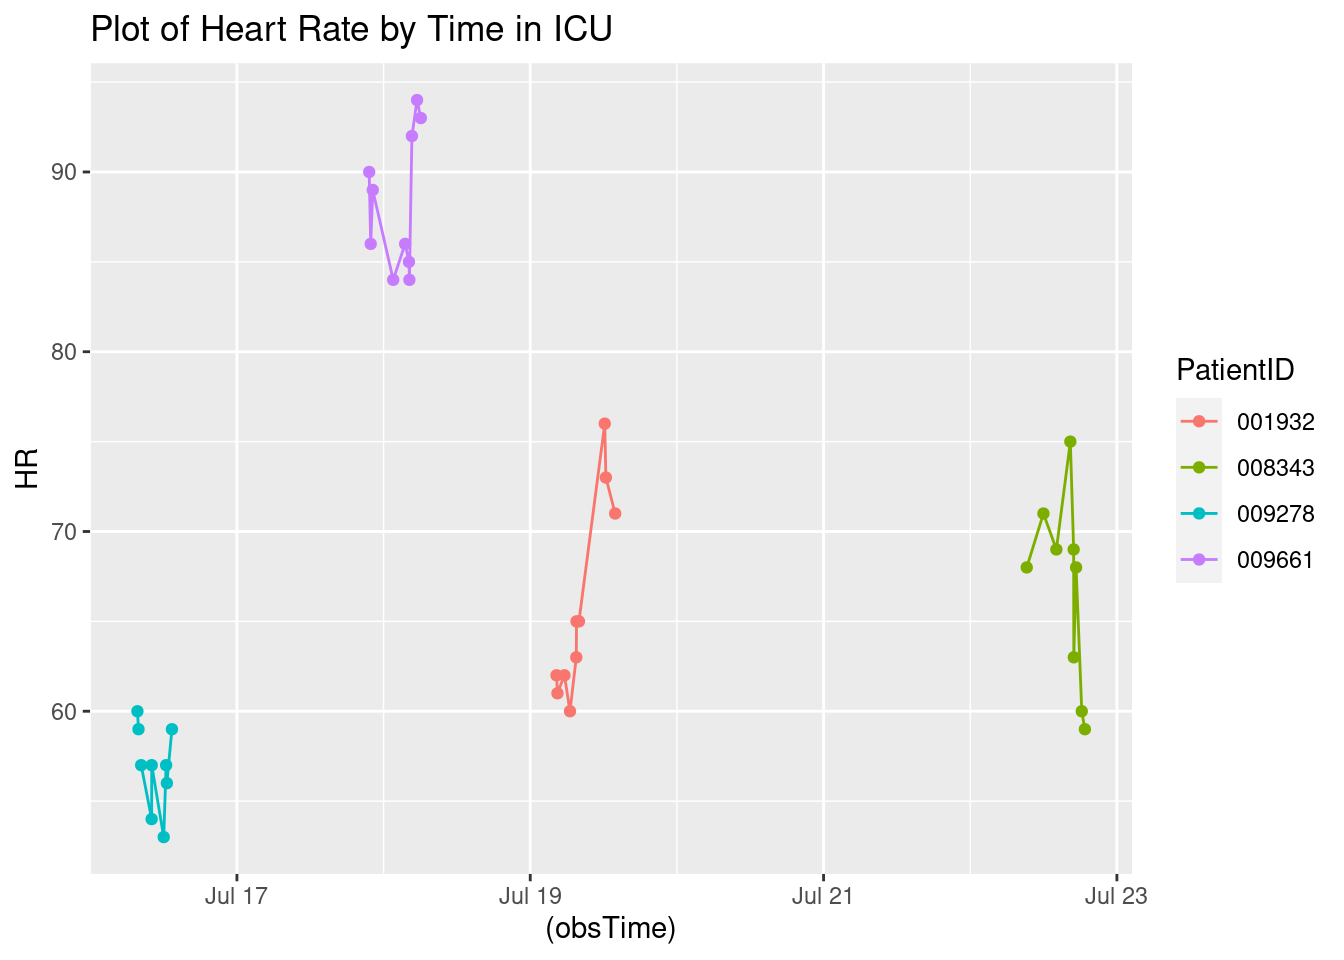 Plot of Heart Rate by Time in ICU
90
80
70
60
HR
Jul 17
Jul 19
Jul 21
Jul 23
(obsTime)
PatientID
001932
008343
009278
009661